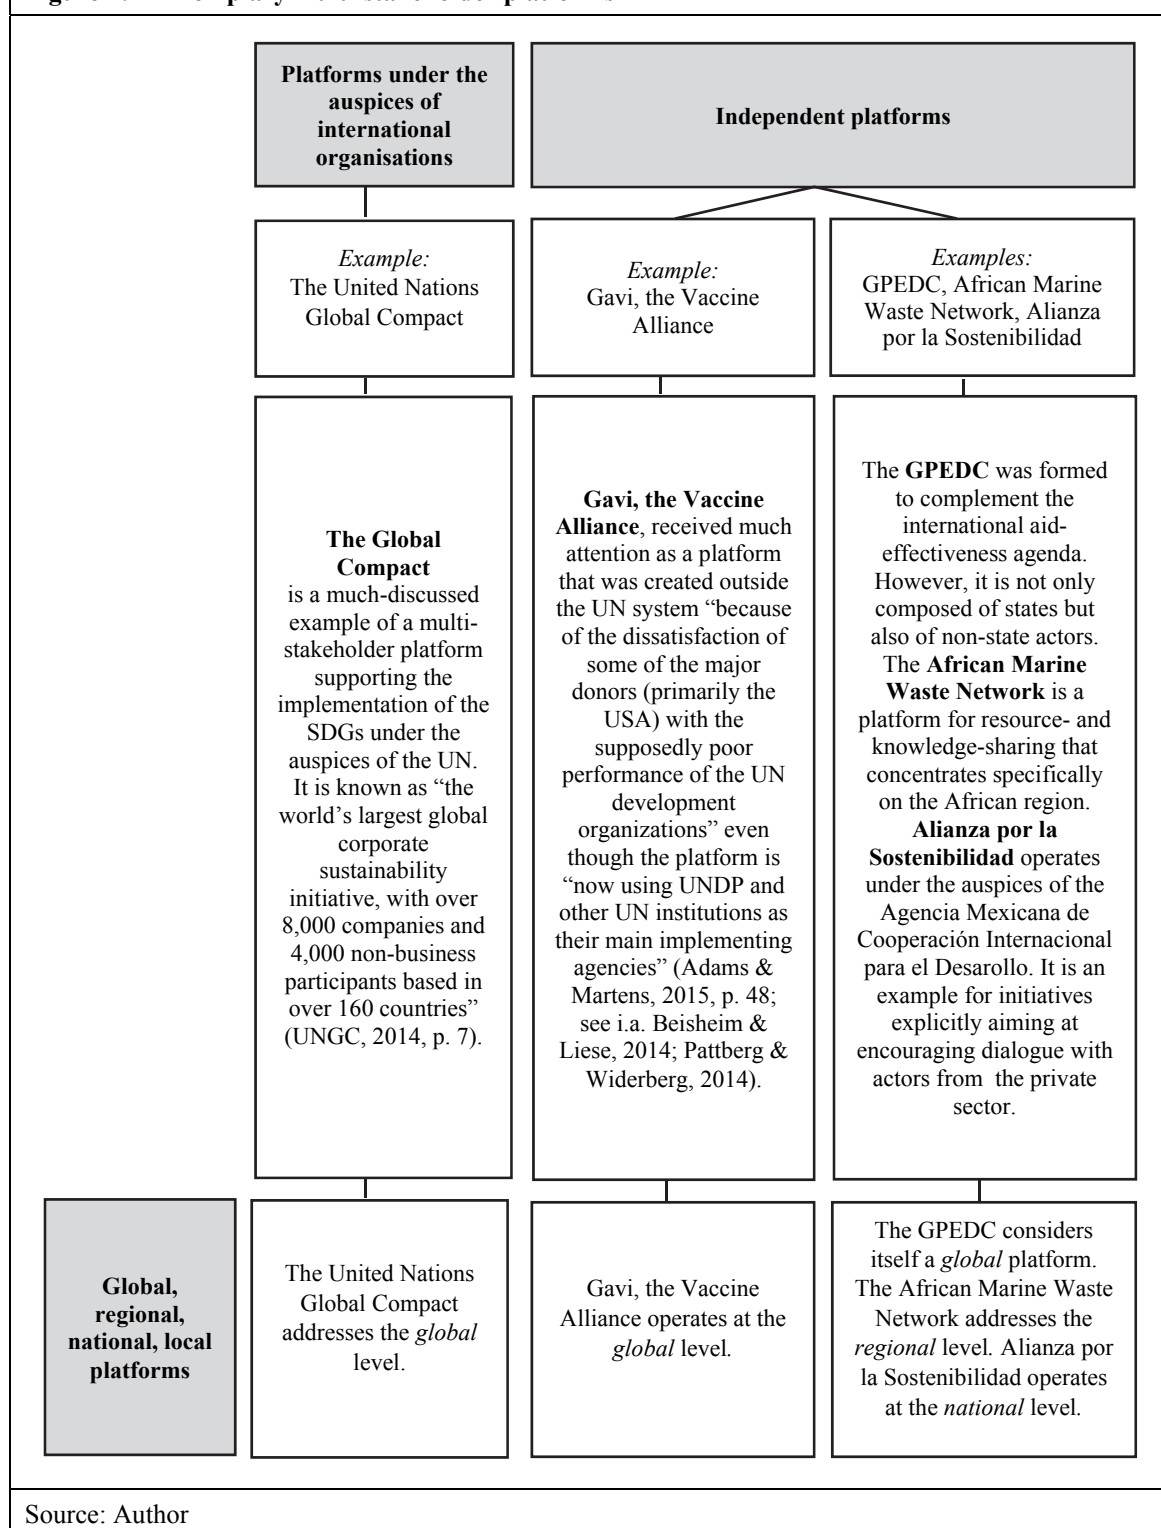 Platforms under the
auspices of
international
organisations
Independent platforms
Example:
The United Nations
Global Compact
Example:
Gavi, the Vaccine
Alliance
Examples:
GPEDC, African Marine
Waste Network, Alianza
por la Sostenibilidad
The Global
Compact
is a much-discussed
example of a multi-
stakeholder platform
supporting the
implementation of the
SDGs under the
auspices of the UN.
It is known as “the
world’s largest global
corporate
sustainability
initiative, with over
8,000 companies and
4,000 non-business
participants based in
over 160 countries”
(UNGC, 2014, p. 7).
Gavi, the Vaccine
Alliance, received much
attention as a platform
that was created outside
the UN system “because
of the dissatisfaction of
some of the major
donors (primarily the
USA) with the
supposedly poor
performance of the UN
development
organizations” even
though the platform is
“now using UNDP and
other UN institutions as
their main implementing
agencies” (Adams &
Martens, 2015, p. 48;
see i.a. Beisheim &
Liese, 2014; Pattberg &
Widerberg, 2014).
The GPEDC was formed
to complement the
international aid-
effectiveness agenda.
However, it is not only
composed of states but
also of non-state actors.
The African Marine
Waste Network is a
platform for resource- and
knowledge-sharing that
concentrates specifically
on the African region.
Alianza por la
Sostenibilidad operates
under the auspices of the
Agencia Mexicana de
Cooperación Internacional
para el Desarollo. It is an
example for initiatives
explicitly aiming at
encouraging dialogue with
actors from the private
sector.
Global,
regional,
national, local
platforms
The United Nations
Global Compact
addresses the global
level.
Gavi, the Vaccine
Alliance operates at the
global level.
The GPEDC considers
itself a global platform.
The African Marine Waste
Network addresses the
regional level. Alianza por
la Sostenibilidad operates
at the national level.
Source: Author